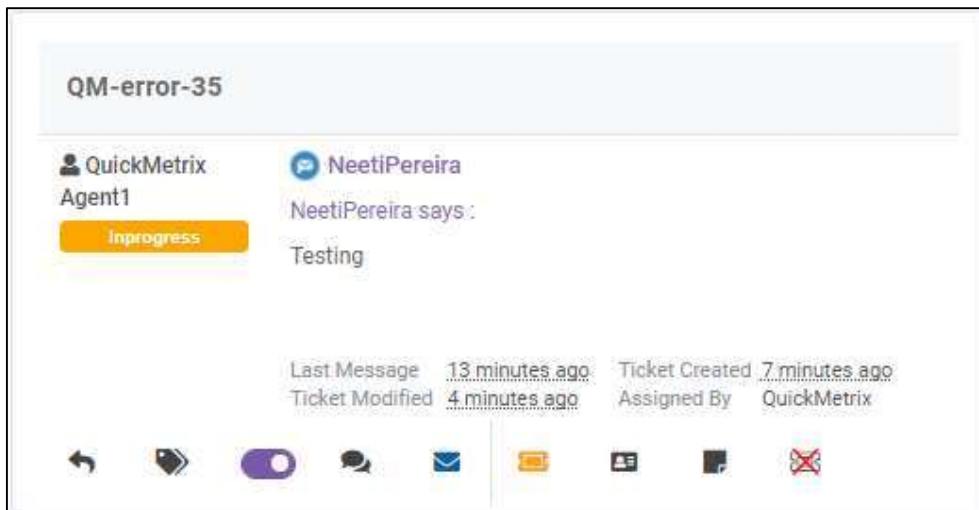 QM-error-35
QuickMetrix
Agent1
Inprogress
NeetiPereira
NeetiPereira says :
Testing
Last Message 13 minutes ago Ticket Created 7 minutes ago
Ticket Modified 4 minutes ago Assigned By QuickMetrix